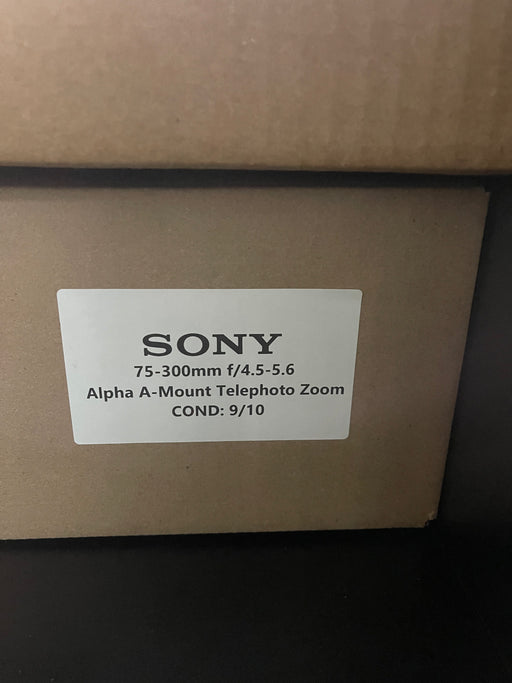 SONY
75-300mm f/4.5-5.6
Alpha A-Mount Telephoto Zoom
COND: 9/10